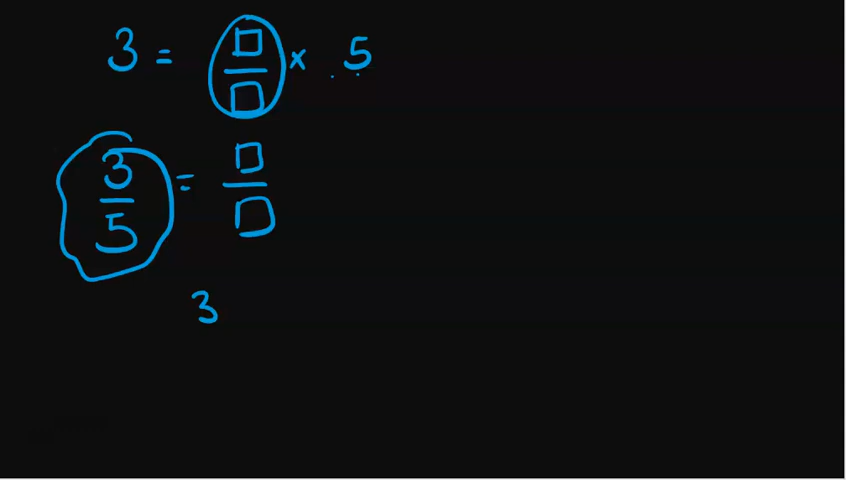 3 = □/□ × 5
3/5 = □/□
3